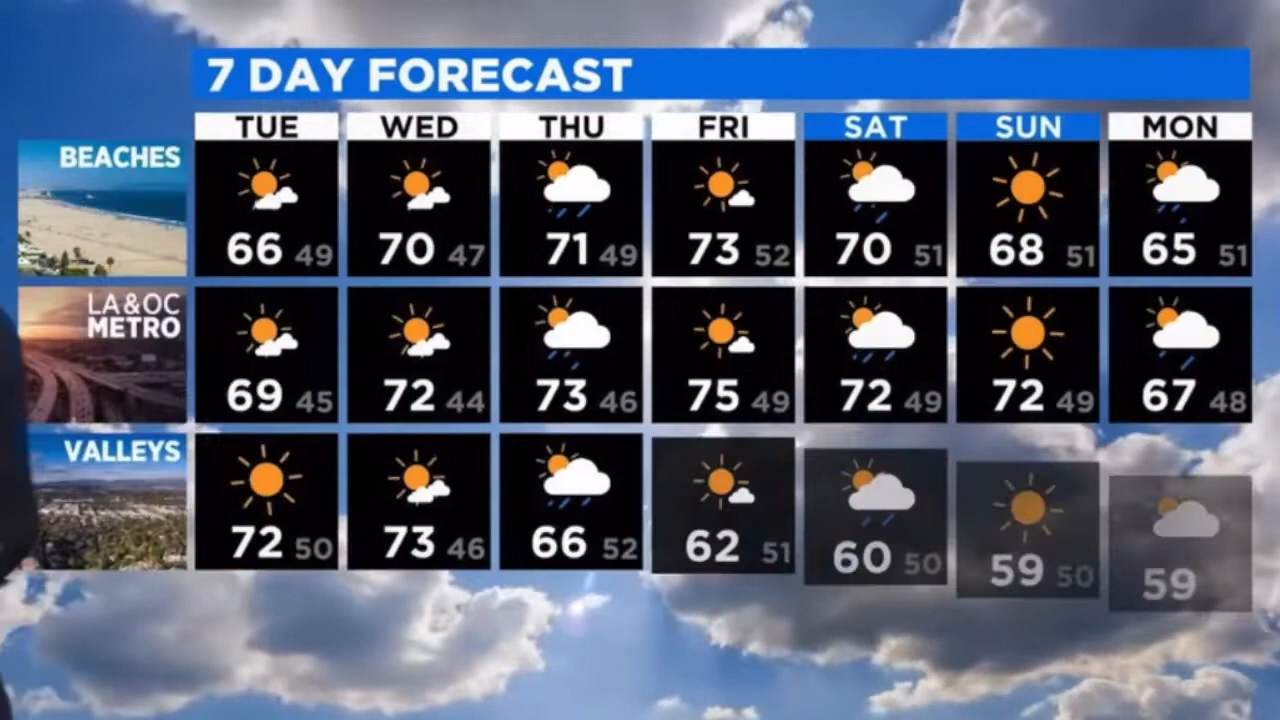 7 DAY FORECAST
TUE WED THU FRI SAT SUN MON
BEACHES
66 49 70 47 71 49 73 52 70 51 68 51 65 51
LA&OC
METRO
69 45 72 44 73 46 75 49 72 49 72 49 67 48
VALLEYS
72 50 73 46 66 52 62 51 60 50 59 50 59